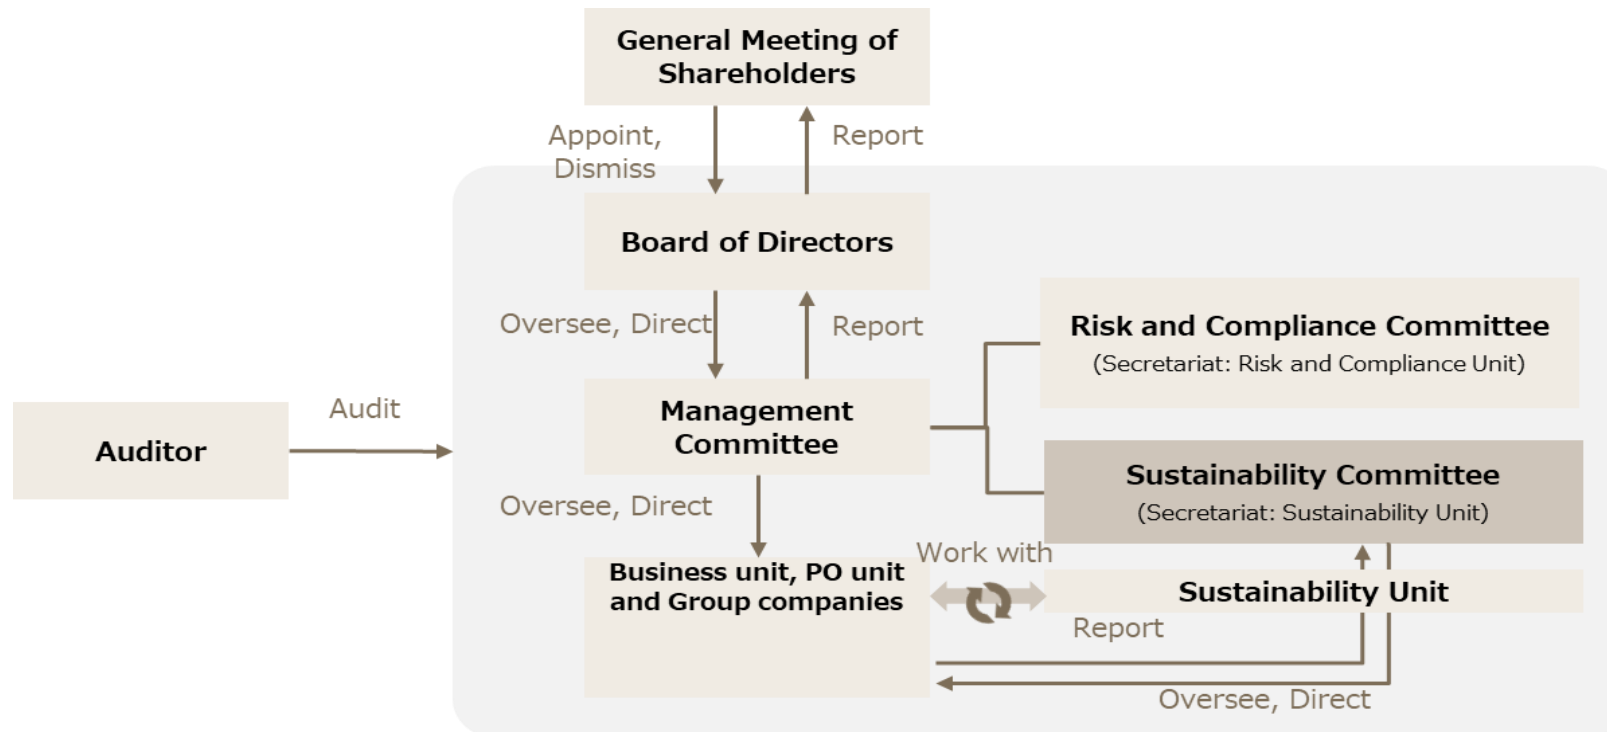 General Meeting of
Shareholders
Appoint,
Dismiss
Report
Board of Directors
Oversee, Direct
Report
Risk and Compliance Committee
(Secretariat: Risk and Compliance Unit)
Management
Committee
Auditor
Audit
Sustainability Committee
(Secretariat: Sustainability Unit)
Oversee, Direct
Work with
Business unit, PO unit
and Group companies
Sustainability Unit
Report
Oversee, Direct